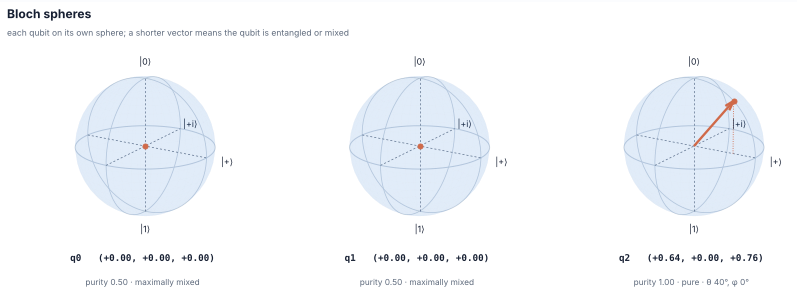 Bloch spheres
each qubit on its own sphere; a shorter vector means the qubit is entangled or mixed
|0⟩ |0⟩ |0⟩
|+i⟩ |+i⟩ |+i⟩
|+⟩ |+⟩ |+⟩
|1⟩ |1⟩ |1⟩
q0 (+0.00, +0.00, +0.00) q1 (+0.00, +0.00, +0.00) q2 (+0.64, +0.00, +0.76)
purity 0.50 · maximally mixed purity 0.50 · maximally mixed purity 1.00 · pure · θ 40°, φ 0°